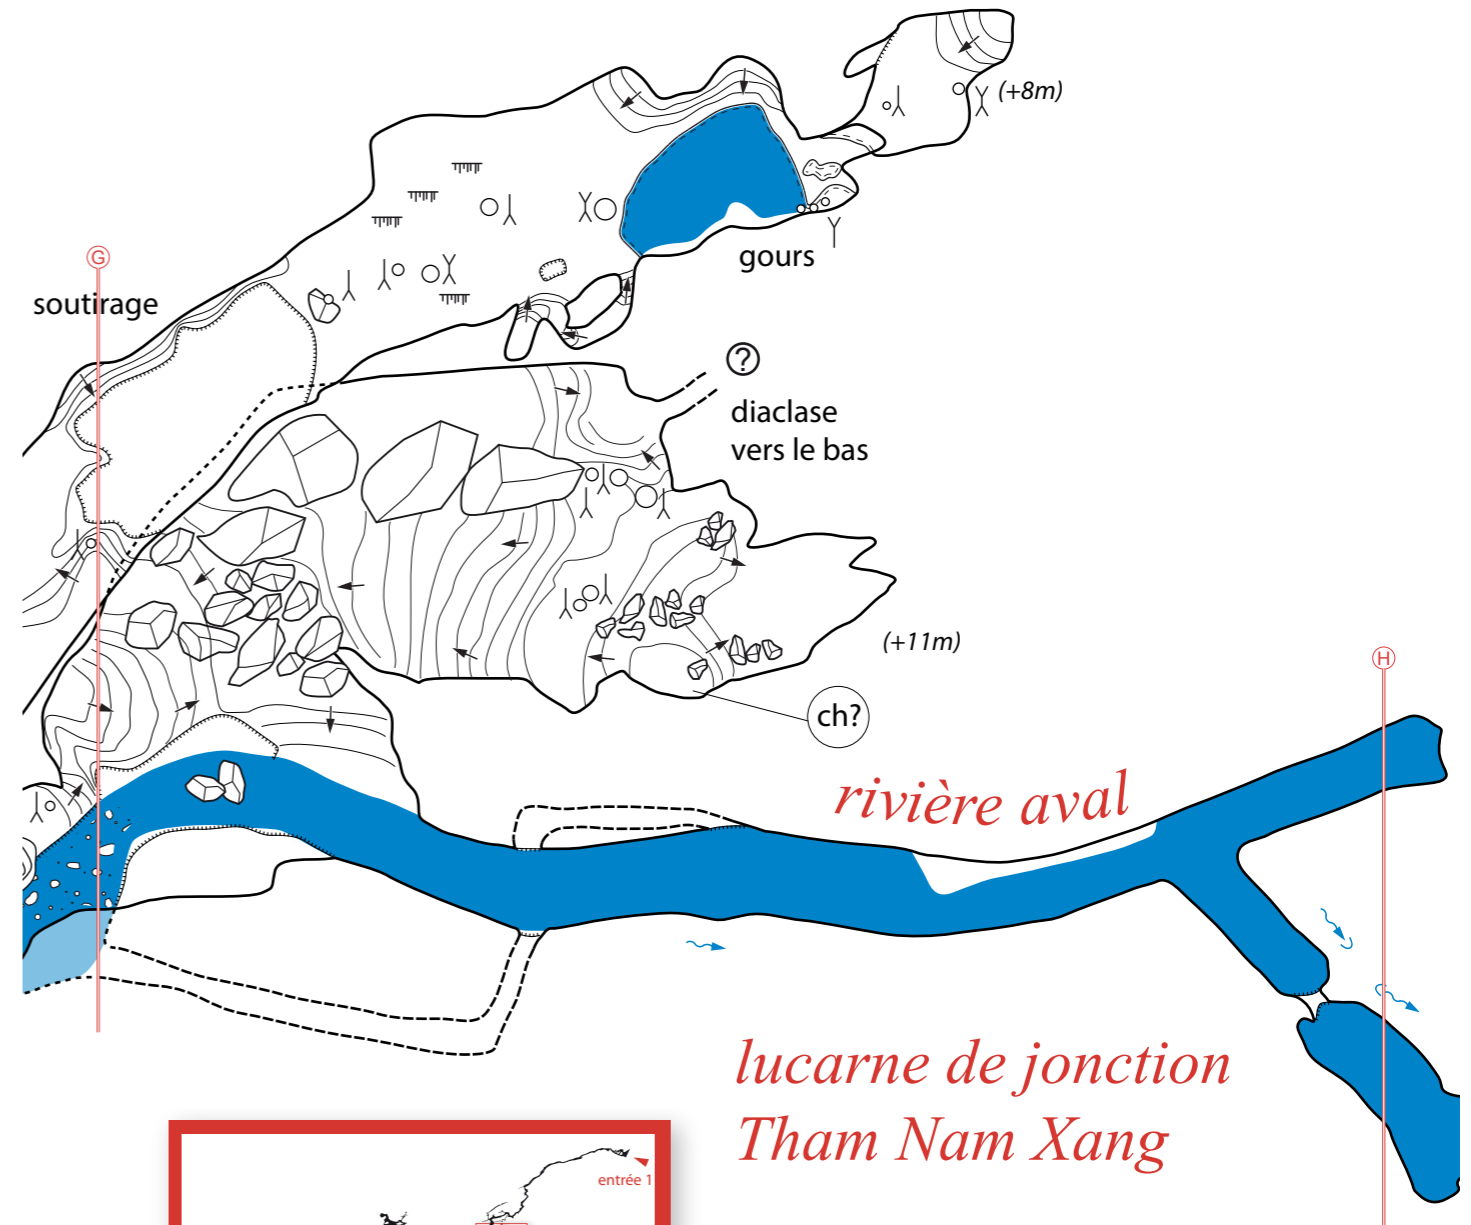 (+8m)
gours
G
soutirage
?
diaclase
vers le bas
(+11m)
H
ch?
rivière aval
lucarne de jonction
Tham Nam Xang
entrée 1